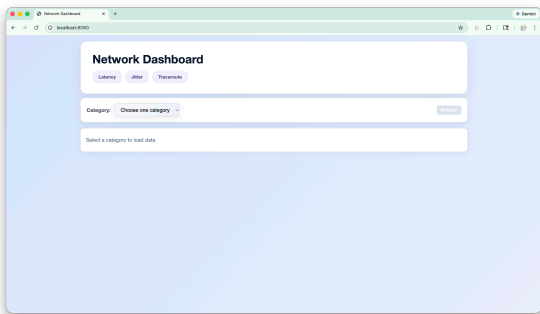 Network Dashboard
Gemini
localhost:8080
Network Dashboard
Latency Jitter Traceroute
Category: Choose one category Refresh
Select a category to load data